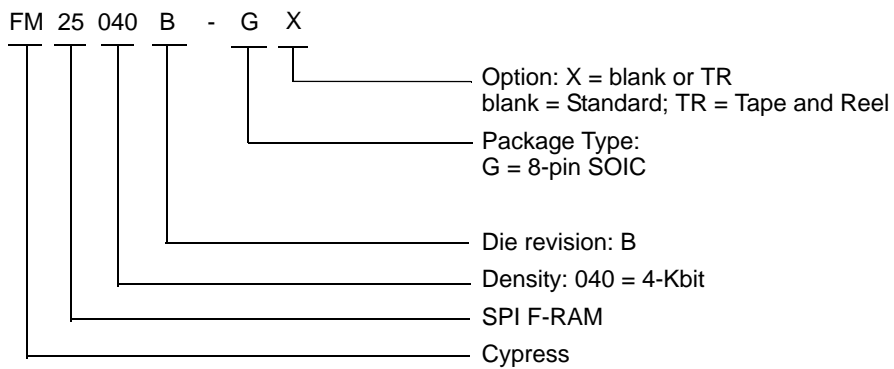 FM 25 040 B - G X
Option: X = blank or TR
blank = Standard; TR = Tape and Reel
Package Type:
G = 8-pin SOIC
Die revision: B
Density: 040 = 4-Kbit
SPI F-RAM
Cypress